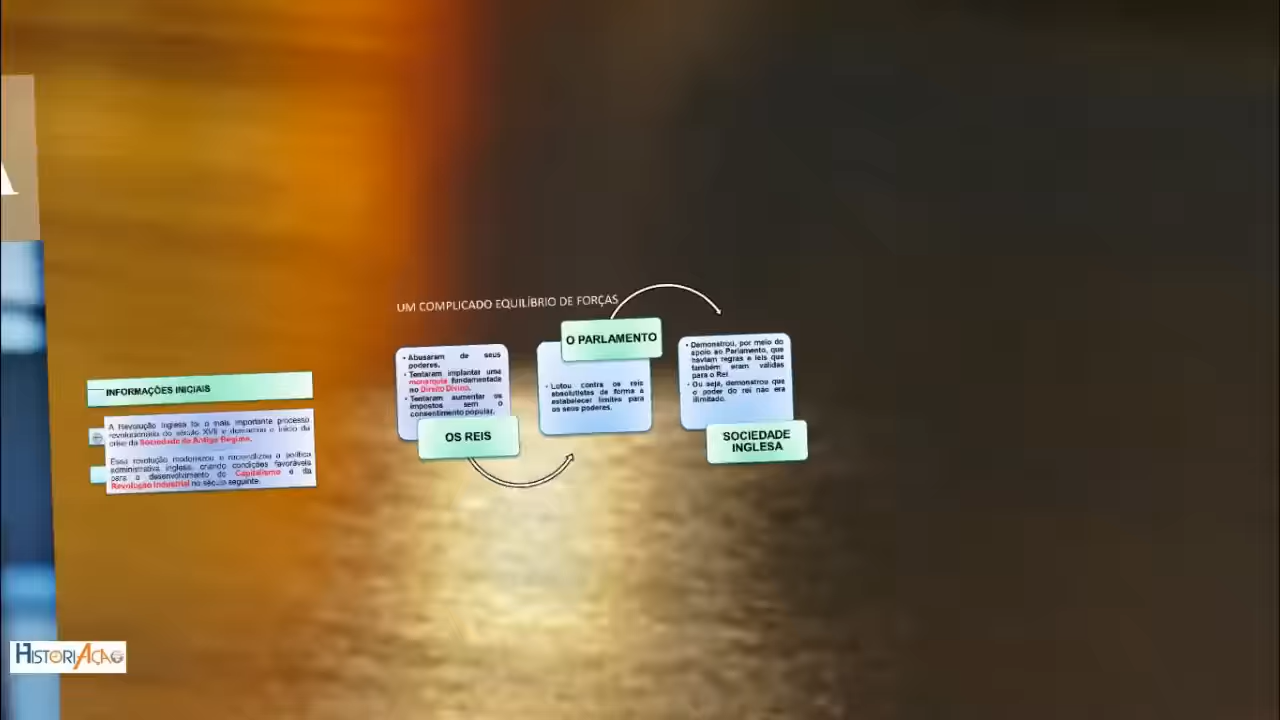 A
INFORMAÇÕES INICIAIS
A Revolução Inglesa foi o mais importante processo
revolucionário do século XVII e demarcou o início da
crise da Sociedade do Antigo Regime.
Essa revolução modernizou e racionalizou a política
administrativa inglesa, criando condições favoráveis
para o desenvolvimento do Capitalismo e da
Revolução Industrial no século seguinte.
UM COMPLICADO EQUILÍBRIO DE FORÇAS
• Abusaram de seus
poderes.
• Tentaram implantar uma
monarquia fundamentada
no Direito Divino.
• Tentaram aumentar os
impostos sem o
consentimento popular.
OS REIS
O PARLAMENTO
• Lutou contra os reis
absolutistas de forma a
estabelecer limites para
os seus poderes.
• Demonstrou, por meio do
apoio ao Parlamento, que
haviam regras e leis que
também eram válidas
para o Rei.
• Ou seja, demonstrou que
o poder do rei não era
ilimitado.
SOCIEDADE
INGLESA
HISTORIAÇÃO